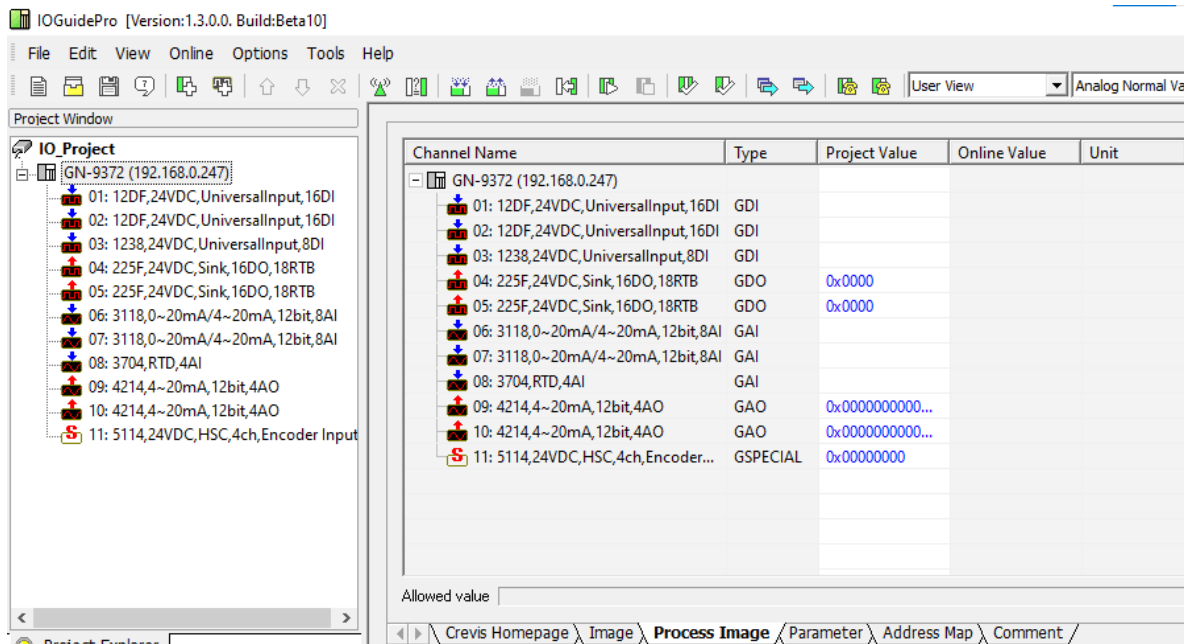 IOGuidePro [Version:1.3.0.0. Build:Beta10]
File Edit View Online Options Tools Help
User View Analog Normal Va
Project Window
IO_Project
GN-9372 (192.168.0.247)
01: 12DF,24VDC,UniversalInput,16DI
02: 12DF,24VDC,UniversalInput,16DI
03: 1238,24VDC,UniversalInput,8DI
04: 225F,24VDC,Sink,16DO,18RTB
05: 225F,24VDC,Sink,16DO,18RTB
06: 3118,0~20mA/4~20mA,12bit,8AI
07: 3118,0~20mA/4~20mA,12bit,8AI
08: 3704,RTD,4AI
09: 4214,4~20mA,12bit,4AO
10: 4214,4~20mA,12bit,4AO
11: 5114,24VDC,HSC,4ch,Encoder Input
Channel Name Type Project Value Online Value Unit
GN-9372 (192.168.0.247)
01: 12DF,24VDC,UniversalInput,16DI GDI
02: 12DF,24VDC,UniversalInput,16DI GDI
03: 1238,24VDC,UniversalInput,8DI GDI
04: 225F,24VDC,Sink,16DO,18RTB GDO 0x0000
05: 225F,24VDC,Sink,16DO,18RTB GDO 0x0000
06: 3118,0~20mA/4~20mA,12bit,8AI GAI
07: 3118,0~20mA/4~20mA,12bit,8AI GAI
08: 3704,RTD,4AI GAI
09: 4214,4~20mA,12bit,4AO GAO 0x0000000000...
10: 4214,4~20mA,12bit,4AO GAO 0x0000000000...
11: 5114,24VDC,HSC,4ch,Encoder... GSPECIAL 0x00000000
Allowed value
Project Explorer
Crevis Homepage Image Process Image Parameter Address Map Comment